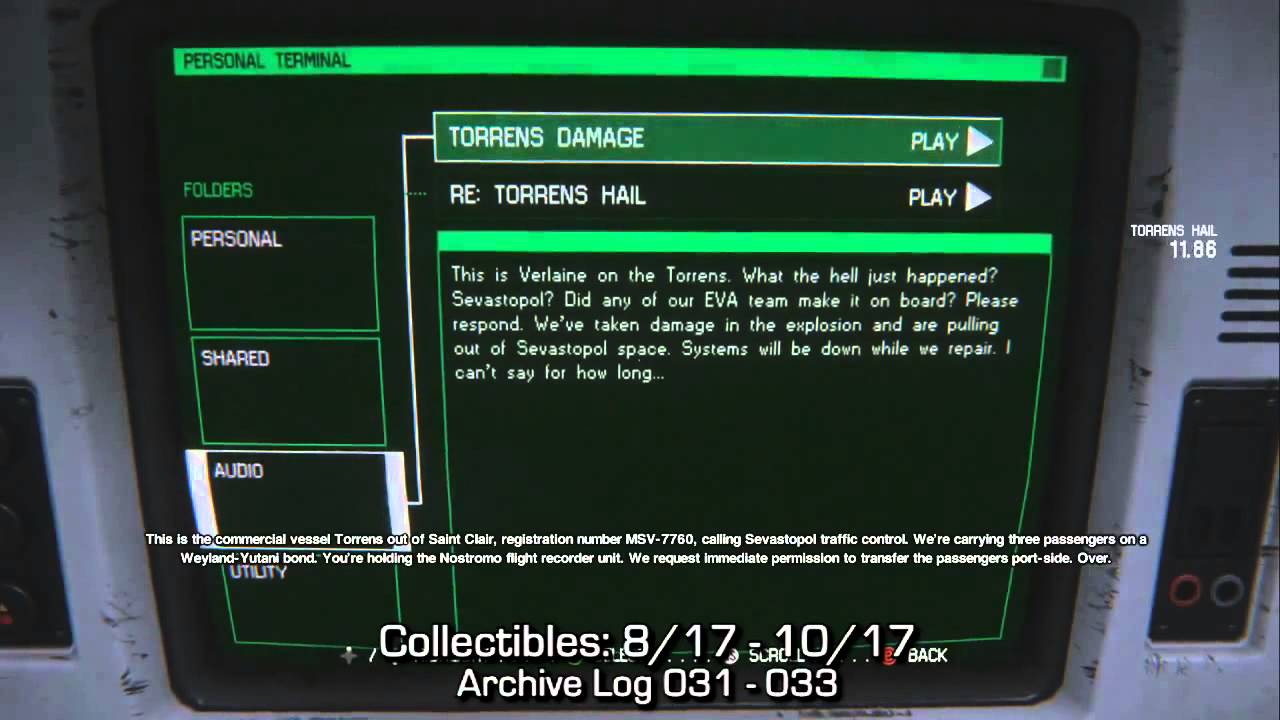 PERSONAL TERMINAL
TORRENS DAMAGE PLAY
FOLDERS
RE: TORRENS HAIL PLAY
PERSONAL
TORRENS HAIL
11.86
This is Verlaine on the Torrens. What the hell just happened?
Sevastopol? Did any of our EVA team make it on board? Please
respond. We've taken damage in the explosion and are pulling
out of Sevastopol space. Systems will be down while we repair. I
can't say for how long...
SHARED
AUDIO
This is the commercial vessel Torrens out of Saint Clair, registration number MSV-7760, calling Sevastopol traffic control. We're carrying three passengers on a
Weyland-Yutani bond. You're holding the Nostromo flight recorder unit. We request immediate permission to transfer the passengers port-side. Over.
UTILITY
Collectibles: 8/17 - 10/17
BACK
Archive Log 031 - 033